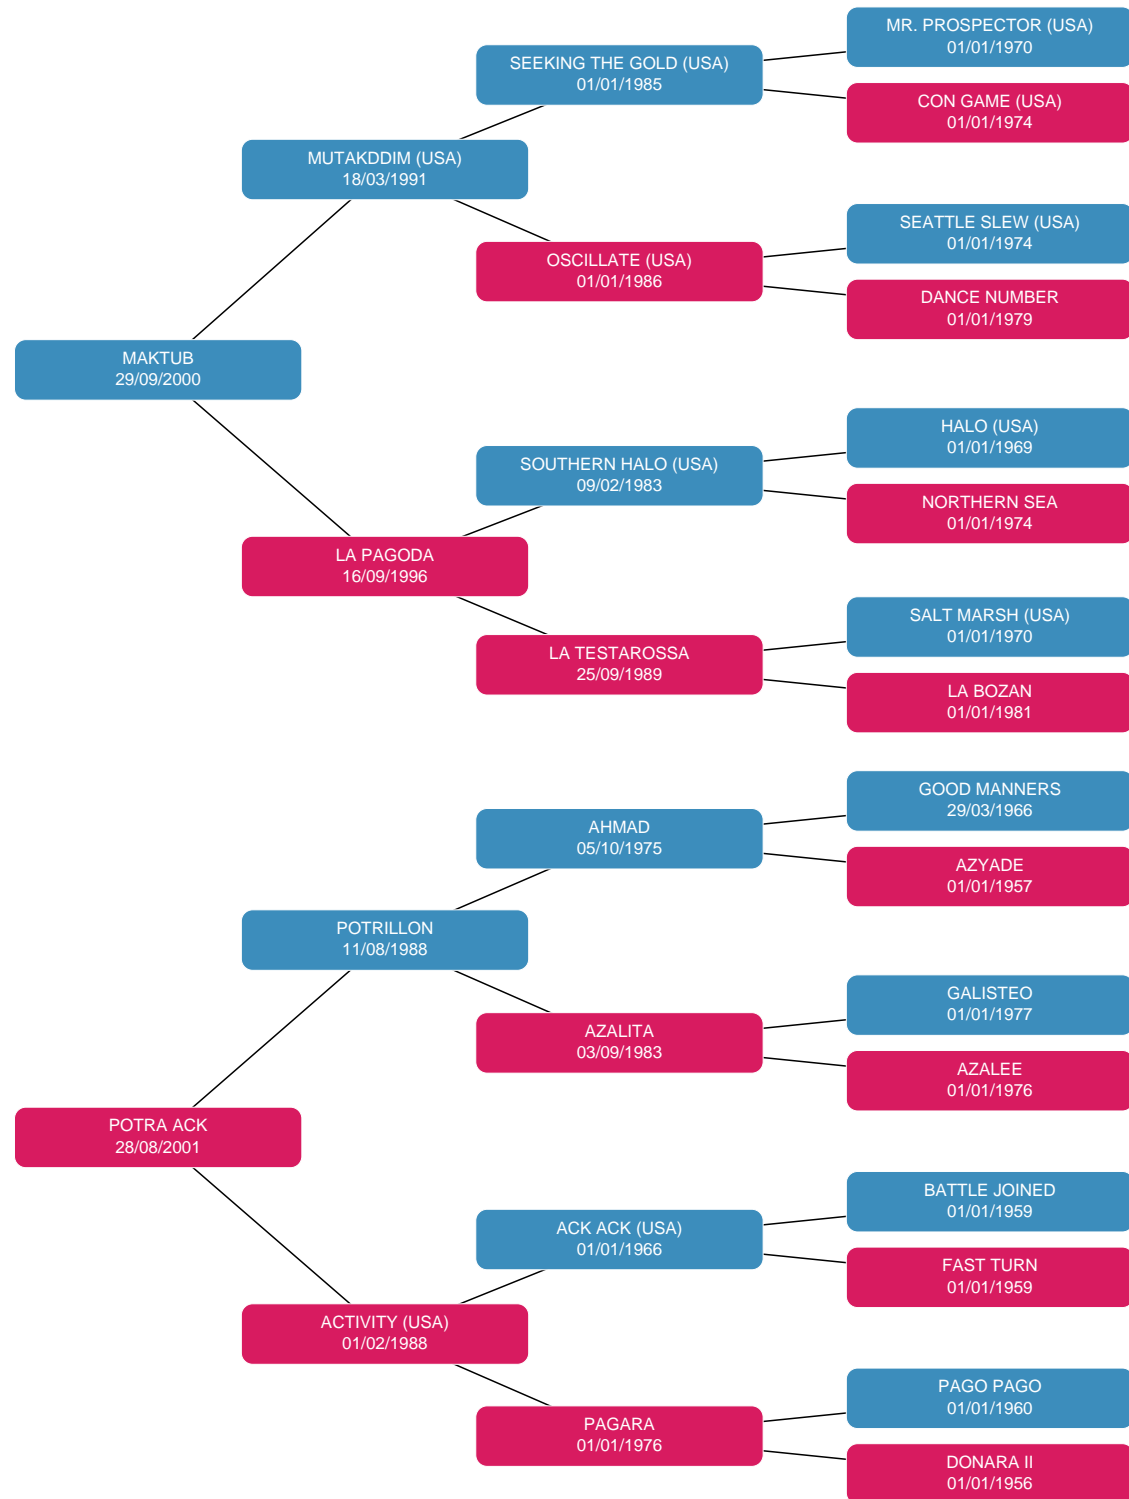 MR. PROSPECTOR (USA)
01/01/1970
SEEKING THE GOLD (USA)
01/01/1985
CON GAME (USA)
01/01/1974
MUTAKDDIM (USA)
18/03/1991
SEATTLE SLEW (USA)
01/01/1974
OSCILLATE (USA)
01/01/1986
DANCE NUMBER
01/01/1979
MAKTUB
29/09/2000
HALO (USA)
01/01/1969
SOUTHERN HALO (USA)
09/02/1983
NORTHERN SEA
01/01/1974
LA PAGODA
16/09/1996
SALT MARSH (USA)
01/01/1970
LA TESTAROSSA
25/09/1989
LA BOZAN
01/01/1981
GOOD MANNERS
29/03/1966
AHMAD
05/10/1975
AZYADE
01/01/1957
POTRILLON
11/08/1988
GALISTEO
01/01/1977
AZALITA
03/09/1983
AZALEE
01/01/1976
POTRA ACK
28/08/2001
BATTLE JOINED
01/01/1959
ACK ACK (USA)
01/01/1966
FAST TURN
01/01/1959
ACTIVITY (USA)
01/02/1988
PAGO PAGO
01/01/1960
PAGARA
01/01/1976
DONARA II
01/01/1956